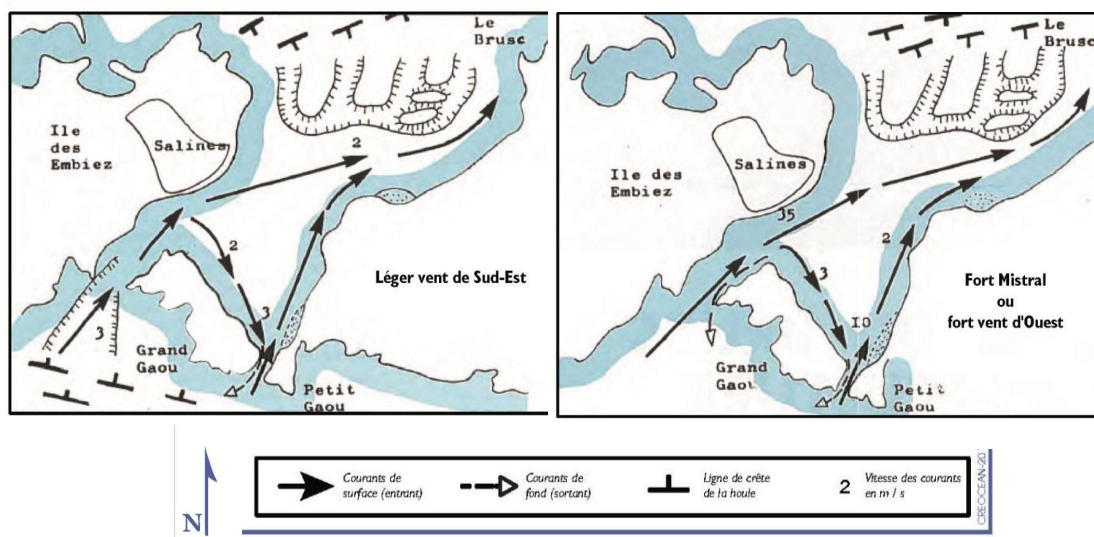 Le
Brusc
Ile
des
Embiez
Salines
2
2
Léger vent de Sud-Est
3
3
Grand
Gaou
Petit
Gaou
Le
Brusc
Ile des
Embiez
Salines
35
2
3
Fort Mistral
ou
fort vent d'Ouest
10
Grand
Gaou
Petit
Gaou
N
Courants de
surface (entrant)
Courants de
fond (sortant)
Ligne de crête
de la houle
2
Vitesse des courants
en m / s
CREOCEAN-20